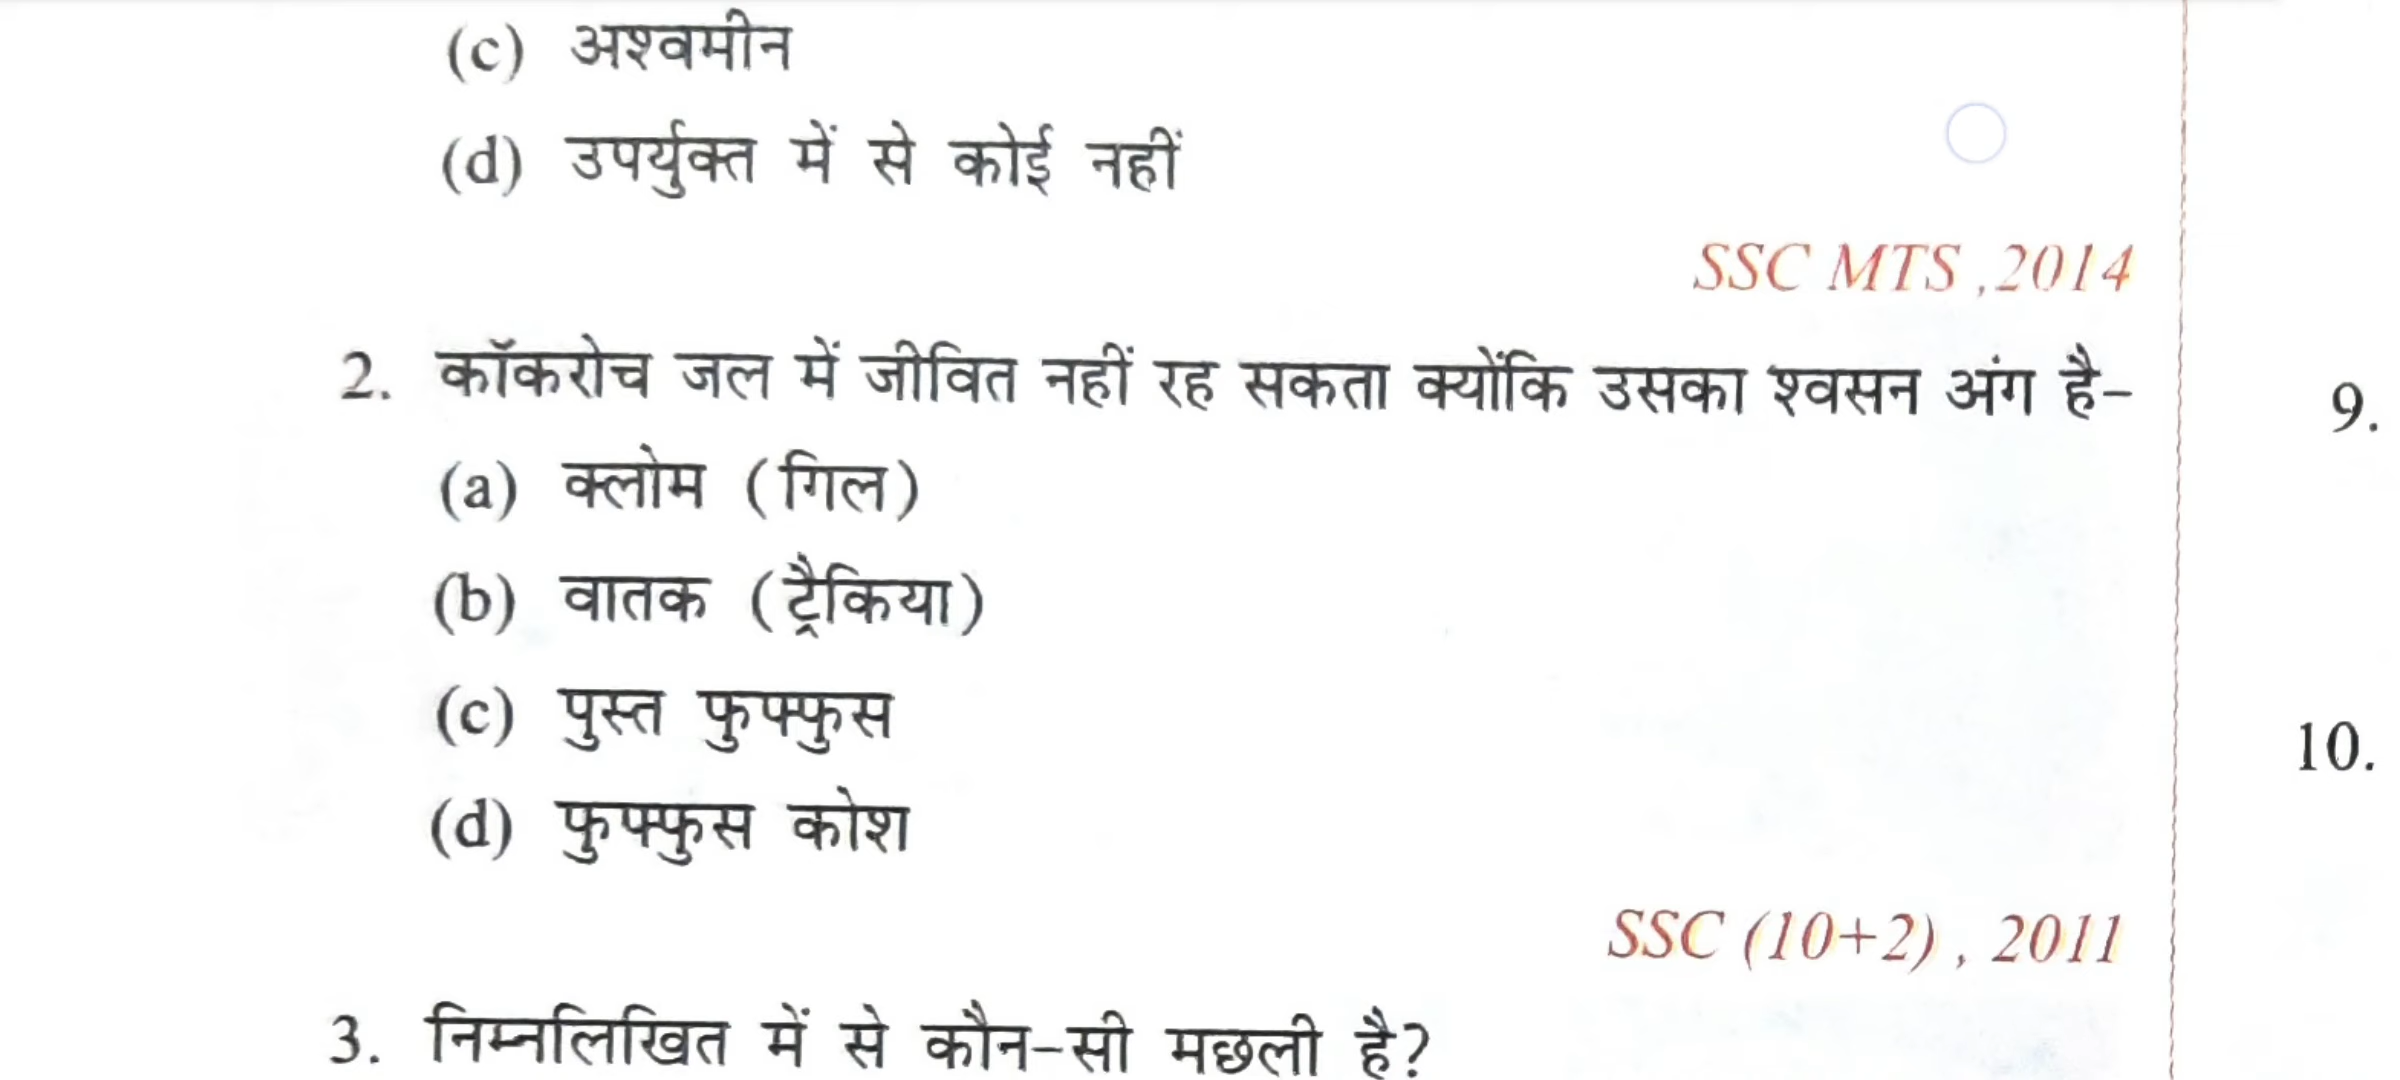 (c) अश्वमीन
(d) उपर्युक्त में से कोई नहीं
SSC MTS ,2014
2. कॉकरोच जल में जीवित नहीं रह सकता क्योंकि उसका श्वसन अंग है-
(a) क्लोम (गिल)
(b) वातक (ट्रैकिया)
(c) पुस्त फुफ्फुस
(d) फुफ्फुस कोश
SSC (10+2) , 2011
3. निम्नलिखित में से कौन-सी मछली है?
9.
10.